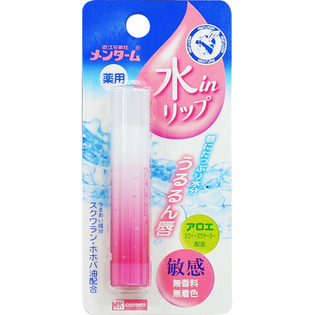 近江兄弟社
メンターム®
薬用
水in
リップ
唇にたっぷり水分
うるるん唇
うるおい成分
スクワラン・ホホバ油配合
アロエ
配合
敏感
無香料
無着色